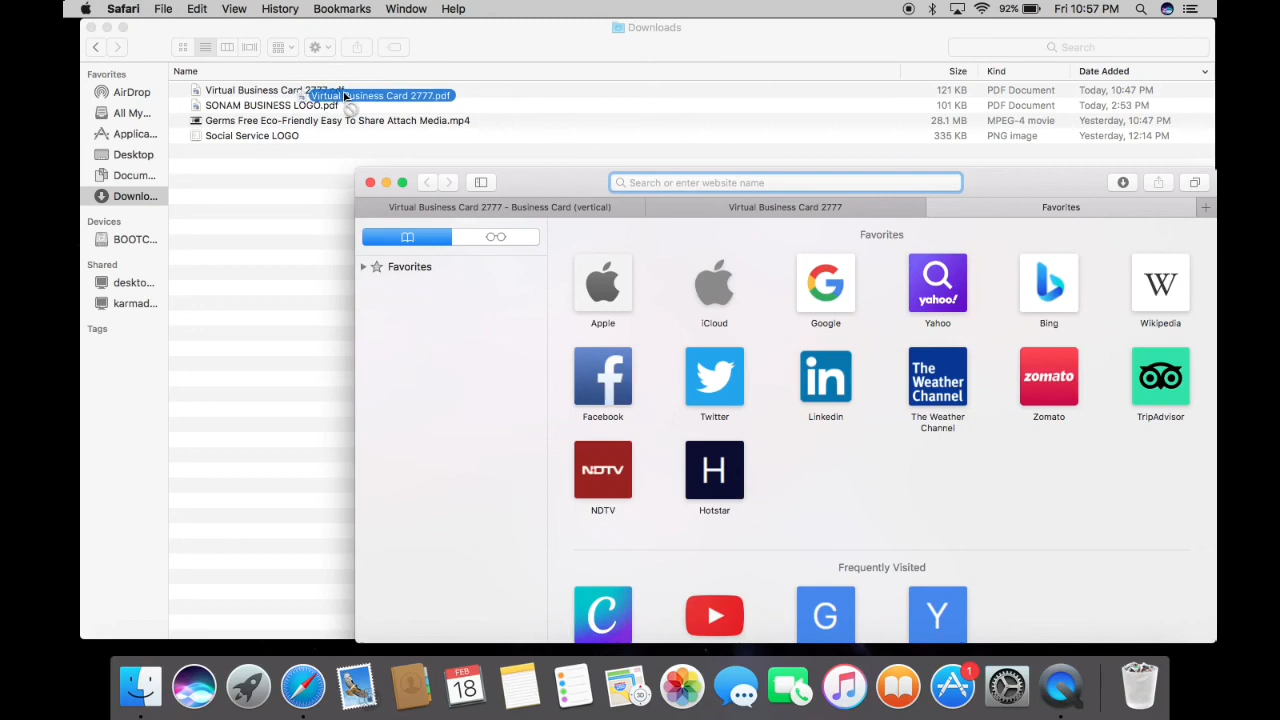 Safari File Edit View History Bookmarks Window Help 92% Fri 10:57 PM
Downloads
Search
Favorites
AirDrop
All My...
Applica...
Desktop
Docum...
Downlo...
Devices
BOOTC...
Shared
deskto...
karmad...
Tags
Name Size Kind Date Added
Virtual Business Card 2777.pdf 121 KB PDF Document Today, 10:47 PM
Virtual Business Card 2777.pdf
SONAM BUSINESS LOGO.pdf 101 KB PDF Document Today, 2:53 PM
Germs Free Eco-Friendly Easy To Share Attach Media.mp4 28.1 MB MPEG-4 movie Yesterday, 10:47 PM
Social Service LOGO 335 KB PNG image Yesterday, 12:14 PM
Search or enter website name
Virtual Business Card 2777 - Business Card (vertical) Virtual Business Card 2777 Favorites
Favorites
Favorites
G yahoo! b W
Apple iCloud Google Yahoo Bing Wikipedia
f in The Weather Channel zomato
Facebook Twitter Linkedin The Weather Channel Zomato TripAdvisor
NDTV H
NDTV Hotstar
Frequently Visited
C G Y
FEB
18
30
1